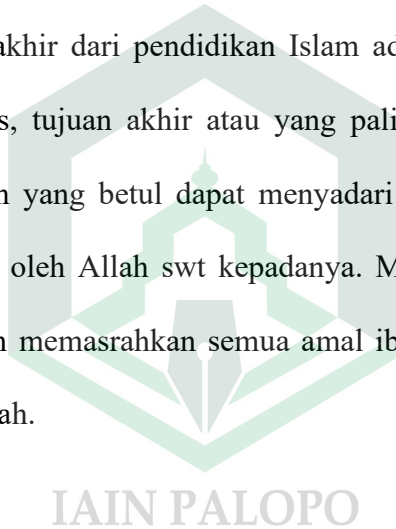 akhir dari pendidikan Islam ad
s, tujuan akhir atau yang pali
yang betul dapat menyadari
oleh Allah swt kepadanya. M
memasrahkan semua amal ib
ah.
IAIN PALOPO